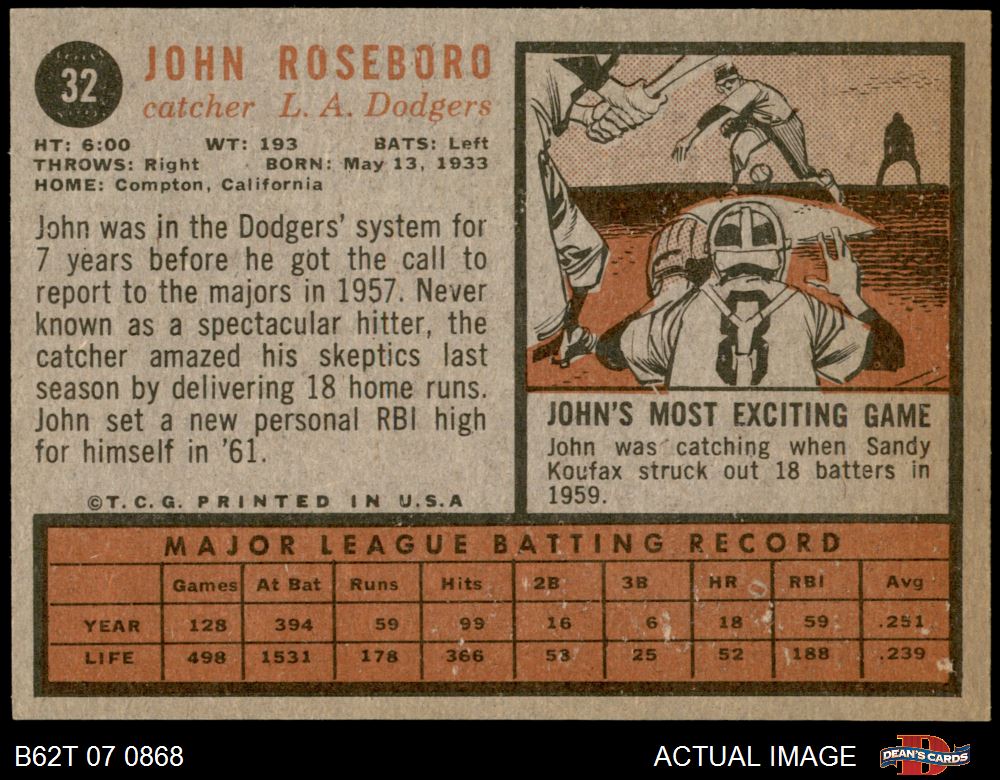 32
JOHN ROSEBORO
catcher L. A. Dodgers
HT: 6:00 WT: 193 BATS: Left
THROWS: Right BORN: May 13, 1933
HOME: Compton, California
John was in the Dodgers' system for
7 years before he got the call to
report to the majors in 1957. Never
known as a spectacular hitter, the
catcher amazed his skeptics last
season by delivering 18 home runs.
John set a new personal RBI high
for himself in '61.
©T. C. G. PRINTED IN U.S.A
8
JOHN'S MOST EXCITING GAME
John was catching when Sandy
Koufax struck out 18 batters in
1959.
MAJOR LEAGUE BATTING RECORD
Games At Bat Runs Hits 2B 3B HR RBI Avg
YEAR 128 394 59 99 16 6 18 59 .251
LIFE 498 1531 178 366 53 25 52 188 .239
B62T 07 0868 ACTUAL IMAGE
D
DEAN'S CARDS